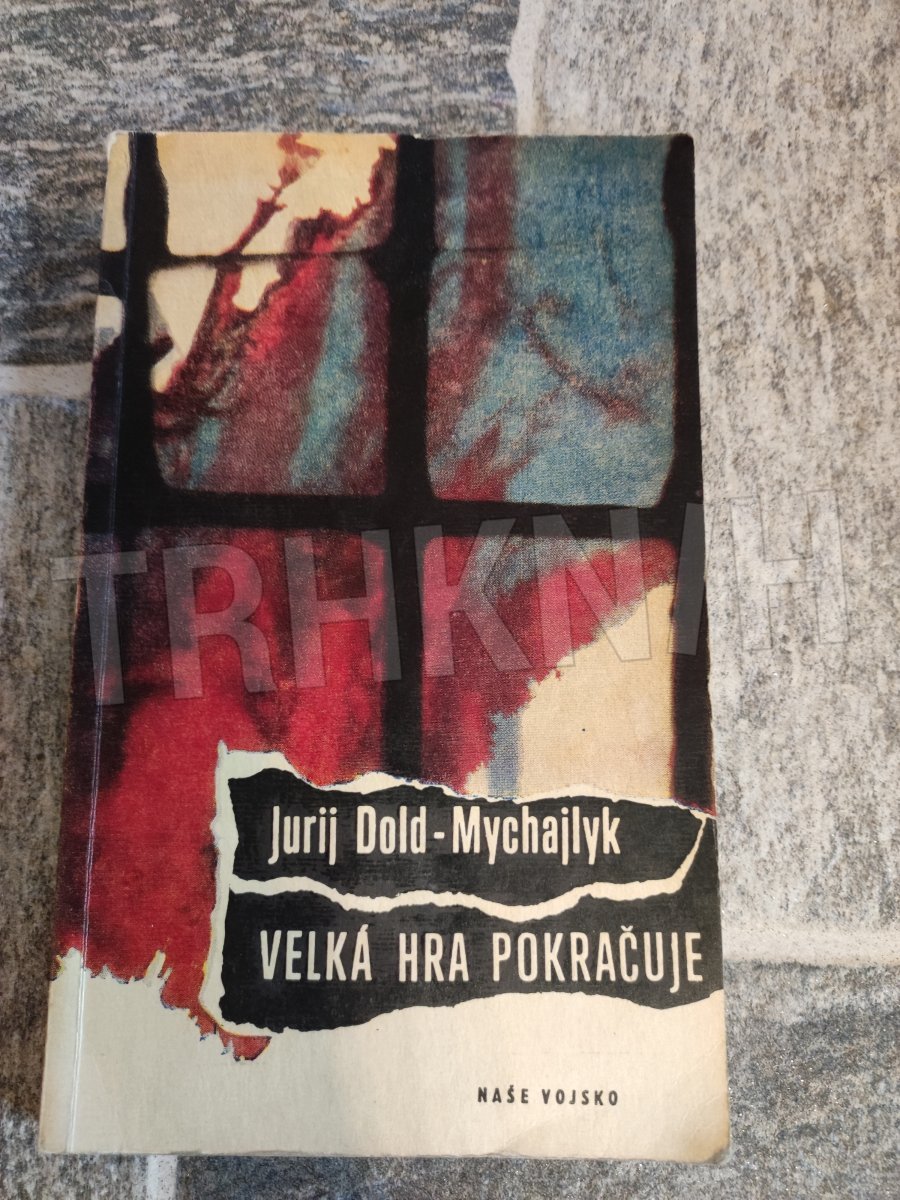 TRHKNIH
Jurij Dold-Mychajlyk
VELKÁ HRA POKRAČUJE
NAŠE VOJSKO